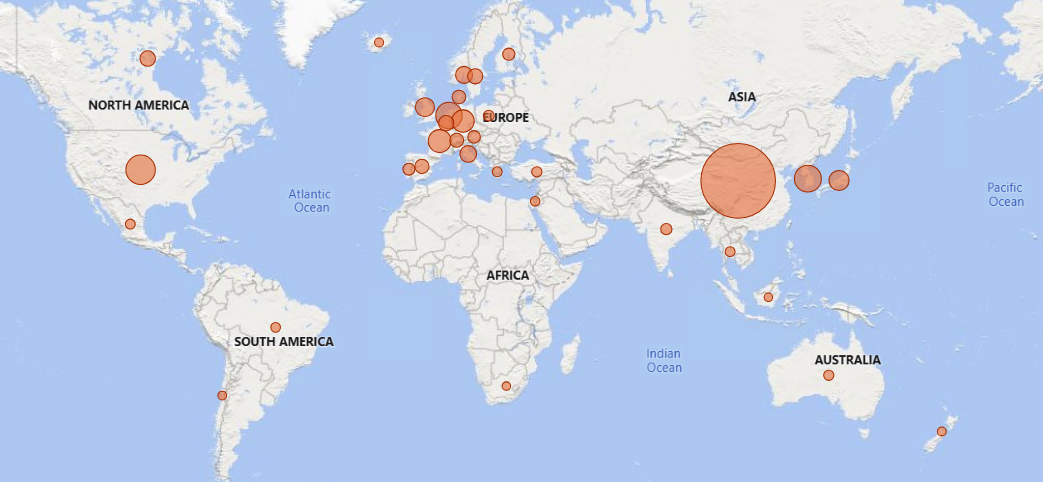 NORTH AMERICA
ASIA
EUROPE
Atlantic
Ocean
Pacific
Ocean
AFRICA
SOUTH AMERICA
Indian
Ocean
AUSTRALIA